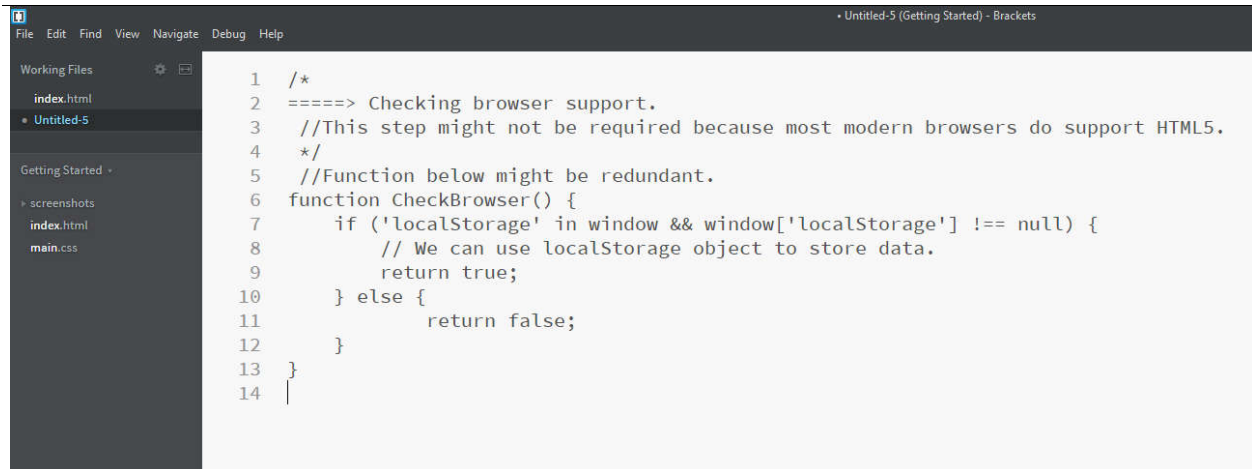 • Untitled-5 (Getting Started) - Brackets
File Edit Find View Navigate Debug Help
Working Files
index.html
• Untitled-5
Getting Started
screenshots
index.html
main.css
1 /*
2 =====> Checking browser support.
3  //This step might not be required because most modern browsers do support HTML5.
4  */
5  //Function below might be redundant.
6 function CheckBrowser() {
7     if ('localStorage' in window && window['localStorage'] !== null) {
8         // We can use localStorage object to store data.
9         return true;
10     } else {
11             return false;
12     }
13 }
14